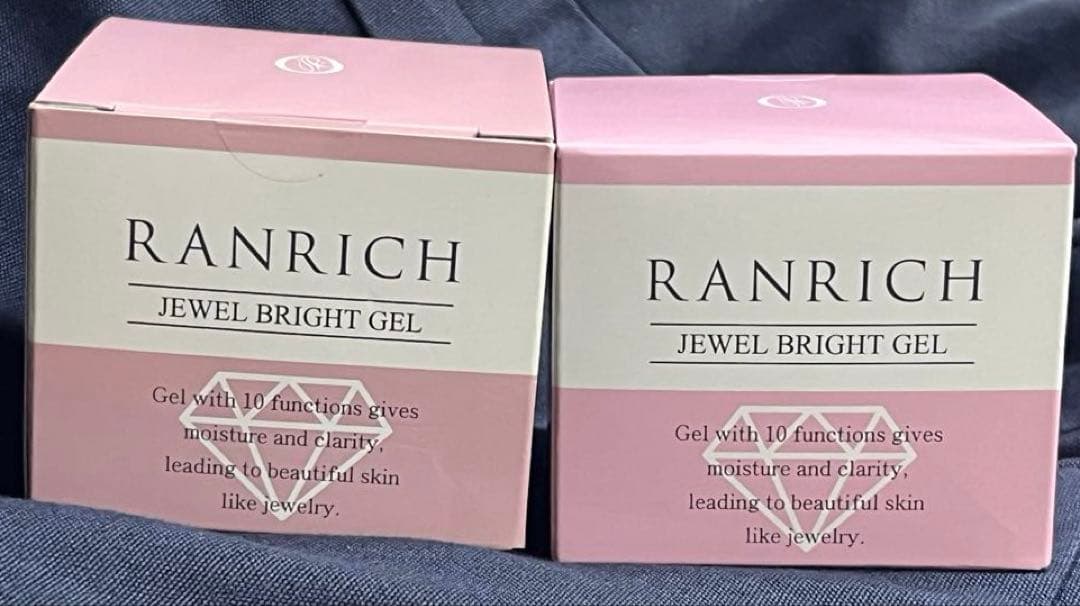 RANRICH
JEWEL BRIGHT GEL
Gel with 10 functions gives
moisture and clarity,
leading to beautiful skin
like jewelry.
RANRICH
JEWEL BRIGHT GEL
Gel with 10 functions gives
moisture and clarity,
leading to beautiful skin
like jewelry.